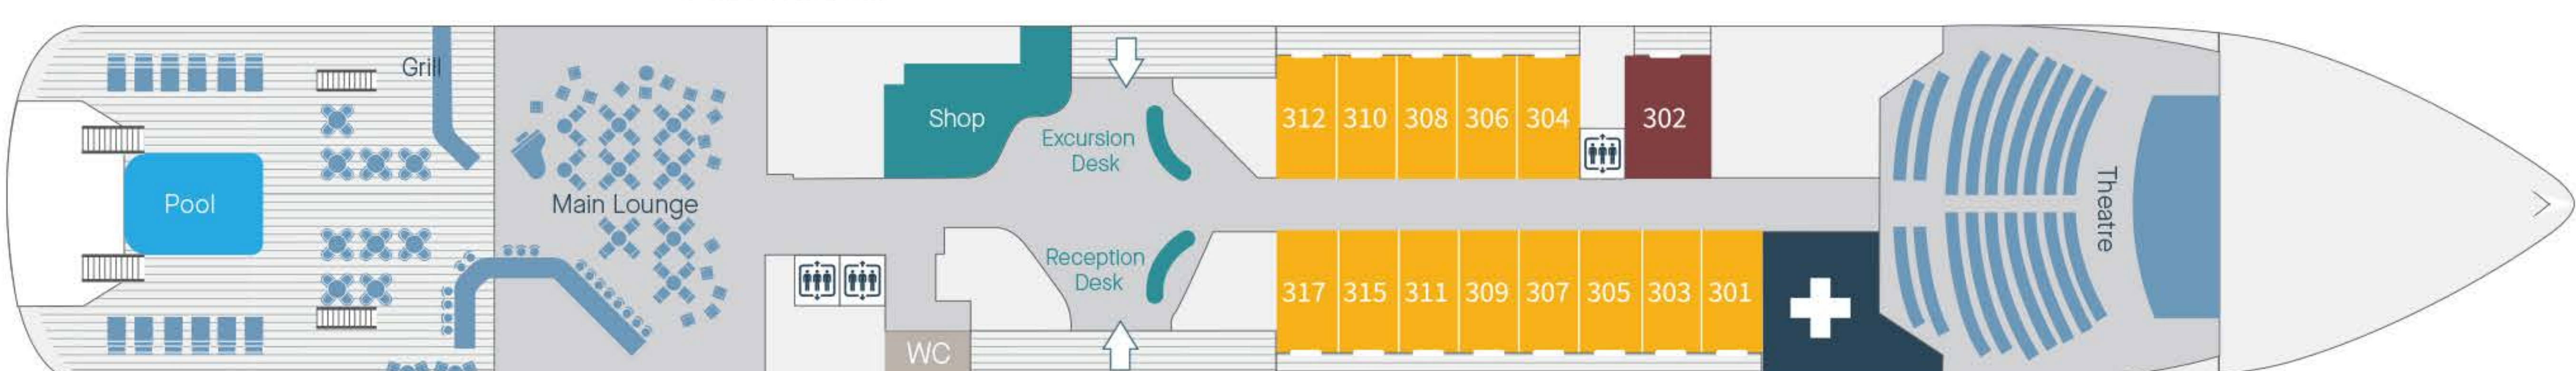 Grill
Shop
Excursion
Desk
312 310 308 306 304 302
Pool
Main Lounge
Theatre
Reception
Desk
317 315 311 309 307 305 303 301
WC